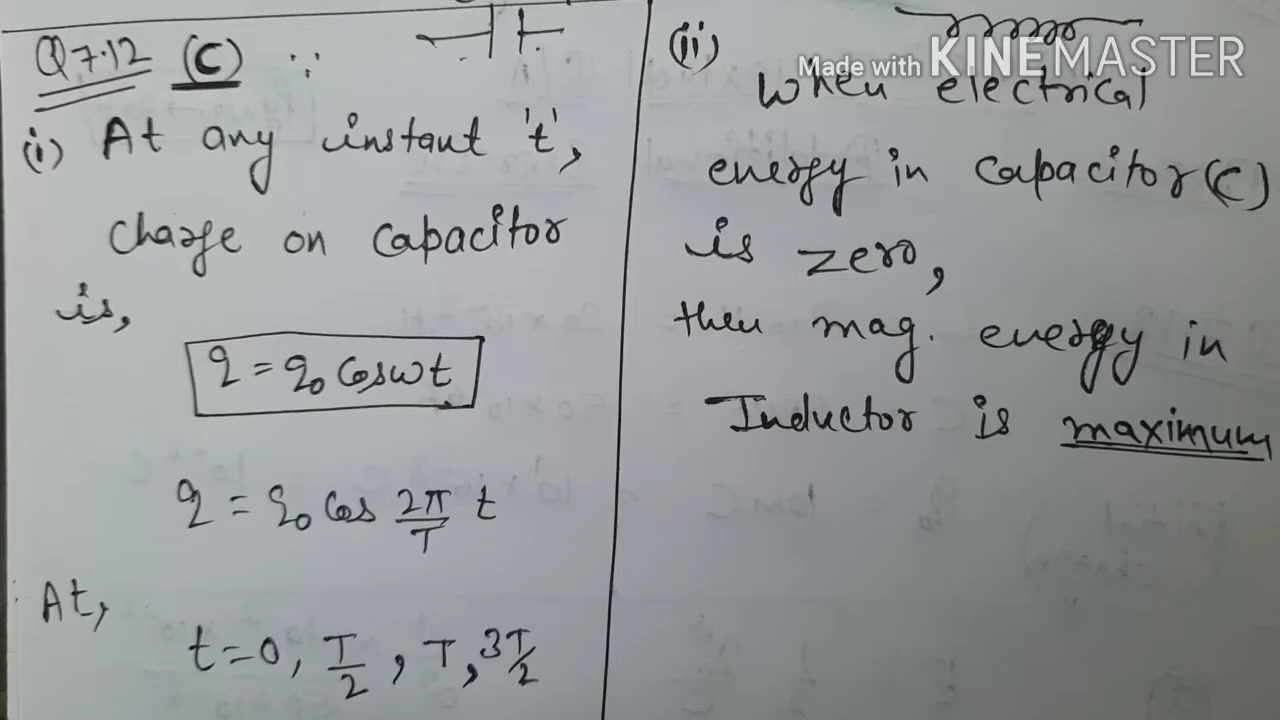 Q 7.12 (C) ∵
(i) At any instant 't',
charge on capacitor
is,
q = q₀ cos ωt
q = q₀ cos 2π/T t
At,
t = 0, T/2, T, 3T/2
(ii)
Made with KINEMASTER
When electrical
energy in capacitor (C)
is zero,
then mag. energy in
Inductor is maximum